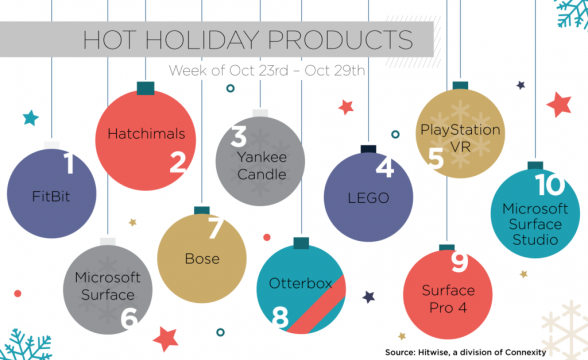 HOT HOLIDAY PRODUCTS
Week of Oct 23rd – Oct 29th
1
FitBit
Hatchimals
2
3
Yankee
Candle
4
LEGO
PlayStation
VR
5
Microsoft
Surface
6
7
Bose
Otterbox
8
9
Surface
Pro 4
10
Microsoft
Surface
Studio
Source: Hitwise, a division of Connexity